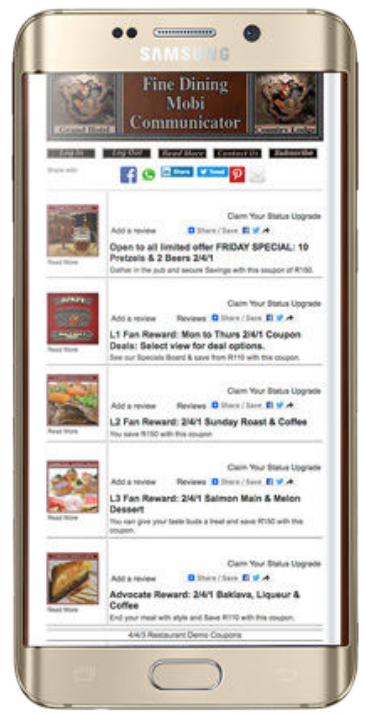 SAMSUNG
Fine Dining
Mobi
Communicator
Grand Hotel
Country Lodge
Log In Log Out Read More Contact Us Subscribe
Share with:
Share Tweet
Claim Your Status Upgrade
Add a review Share / Save
Open to all limited offer FRIDAY SPECIAL: 10
Pretzels & 2 Beers 2/4/1
Read More
Gather in the pub and secure Savings with this coupon of R150.
Claim Your Status Upgrade
Add a review Reviews Share / Save
L1 Fan Reward: Mon to Thurs 2/4/1 Coupon
Deals: Select view for deal options.
Read More
See our Specials Board & save from R110 with this coupon.
Claim Your Status Upgrade
Add a review Reviews Share / Save
L2 Fan Reward: 2/4/1 Sunday Roast & Coffee
Read More
You save R150 with this coupon
Claim Your Status Upgrade
Add a review Reviews Share / Save
L3 Fan Reward: 2/4/1 Salmon Main & Melon
Dessert
Read More
You can give your taste buds a treat and save R150 with this
coupon.
Claim Your Status Upgrade
Add a review Share / Save
Advocate Reward: 2/4/1 Baklava, Liqueur &
Coffee
Read More
End your meal with style and Save R110 with this coupon.
4/4/3 Restaurant Demo Coupons